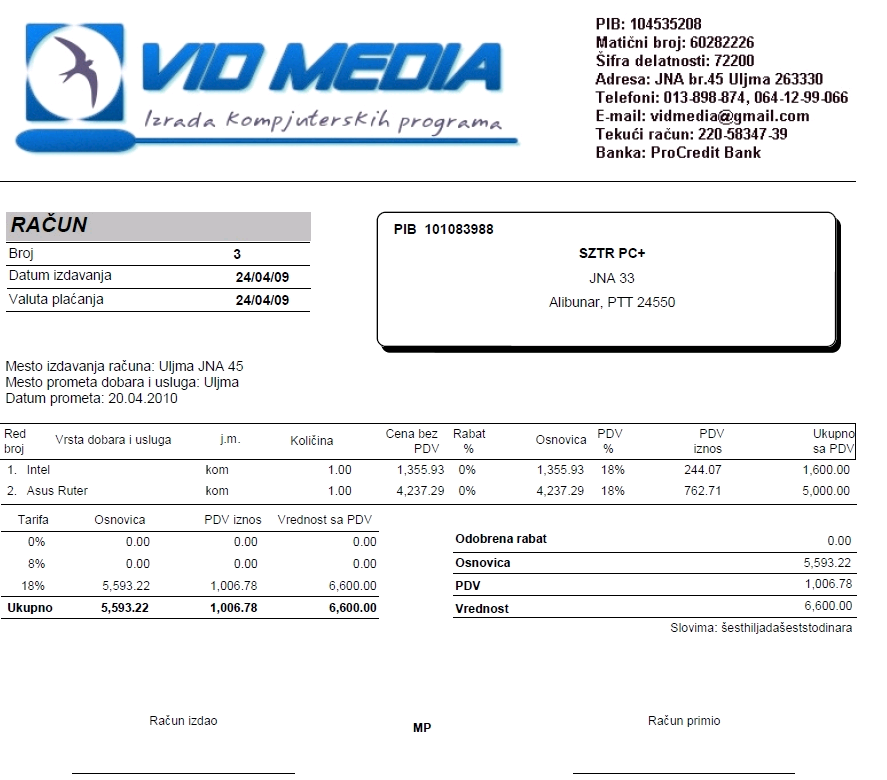 VID MEDIA
Izrada kompjuterskih programa
PIB: 104535208
Matični broj: 60282226
Šifra delatnosti: 72200
Adresa: JNA br.45 Uljma 263330
Telefoni: 013-898-874, 064-12-99-066
E-mail: vidmedia@gmail.com
Tekući račun: 220-58347-39
Banka: ProCredit Bank
RAČUN
Broj 3
Datum izdavanja 24/04/09
Valuta plaćanja 24/04/09
PIB 101083988
SZTR PC+
JNA 33
Alibunar, PTT 24550
Mesto izdavanja računa: Uljma JNA 45
Mesto prometa dobara i usluga: Uljma
Datum prometa: 20.04.2010
Red broj Vrsta dobara i usluga j.m. Količina Cena bez PDV Rabat % Osnovica PDV % PDV iznos Ukupno sa PDV
1. Intel kom 1.00 1,355.93 0% 1,355.93 18% 244.07 1,600.00
2. Asus Ruter kom 1.00 4,237.29 0% 4,237.29 18% 762.71 5,000.00
Tarifa Osnovica PDV iznos Vrednost sa PDV
0% 0.00 0.00 0.00
8% 0.00 0.00 0.00
18% 5,593.22 1,006.78 6,600.00
Ukupno 5,593.22 1,006.78 6,600.00
Odobrena rabat 0.00
Osnovica 5,593.22
PDV 1,006.78
Vrednost 6,600.00
Slovima: šesthiljadašeststodinara
Račun izdao
MP
Račun primio